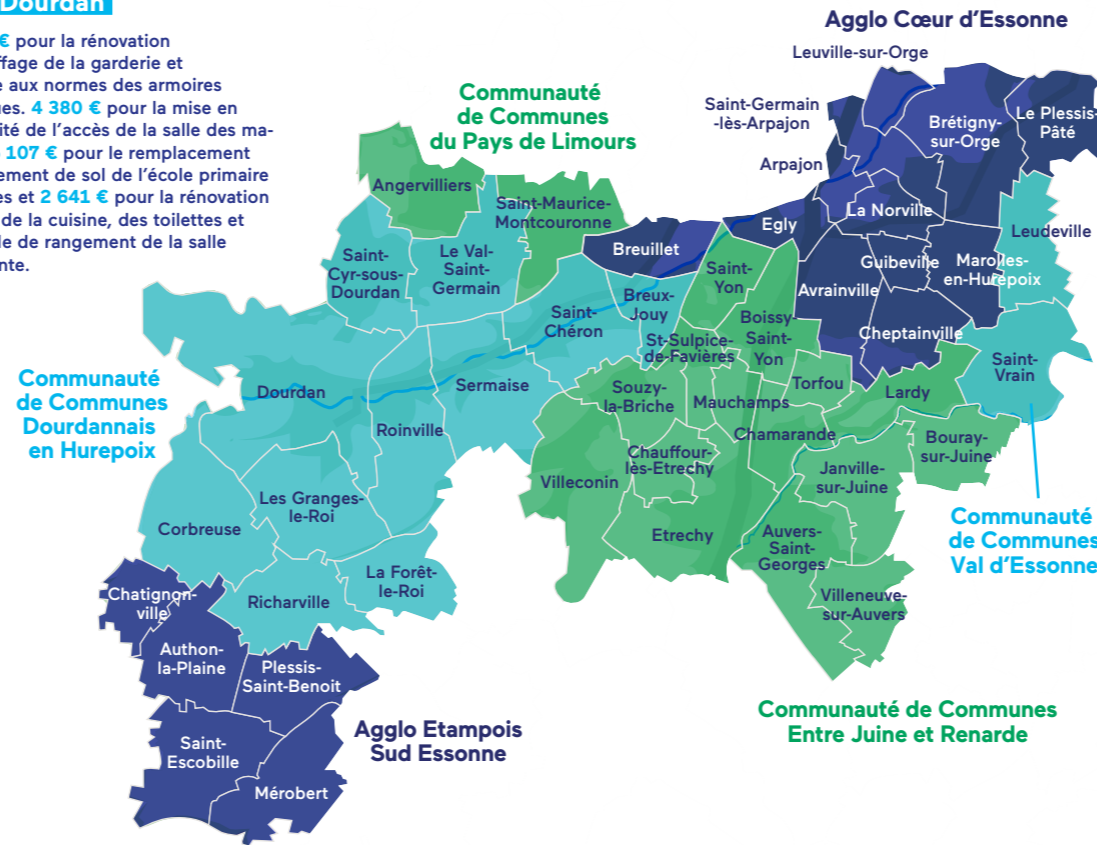 Dourdan
€ pour la rénovation
ffage de la garderie et
e aux normes des armoires
ues. 4 380 € pour la mise en
ité de l'accès de la salle des ma-
107 € pour le remplacement
ement de sol de l'école primaire
es et 2 641 € pour la rénovation
de la cuisine, des toilettes et
le de rangement de la salle
nte.
Agglo Cœur d'Essonne
Leuville-sur-Orge
Saint-Germain
-lès-Arpajon
Arpajon
Brétigny-
sur-Orge
Le Plessis-
Pâté
Communauté
de Communes
du Pays de Limours
Angervilliers
Saint-Maurice-
Montcouronne
La Norville
Egly
Leudeville
Breuillet
Saint-
Cyr-sous-
Dourdan
Le Val-
Saint-
Germain
Saint-
Yon
Guibeville
Marolles-
en-Hurepoix
Avrainville
Breux-
Jouy
Saint-
Chéron
Boissy-
Saint-
Yon
Cheptainville
St-Sulpice-
de-Favières
Saint-
Vrain
Communauté
de Communes
Dourdannais
en Hurepoix
Dourdan
Sermaise
Souzy-
la-Briche
Mauchamps
Torfou
Lardy
Roinville
Chamarande
Bouray-
sur-Juine
Chauffour-
lès-Etrechy
Villeconin
Janville-
sur-Juine
Les Granges-
le-Roi
Corbreuse
Etrechy
Auvers-
Saint-
Georges
Communauté
de Communes
Val d'Essonne
La Forêt-
le-Roi
Richarville
Chatignon-
ville
Villeneuve-
sur-Auvers
Authon-
la-Plaine
Plessis-
Saint-Benoit
Communauté de Communes
Entre Juine et Renarde
Agglo Etampois
Sud Essonne
Saint-
Escobille
Mérobert